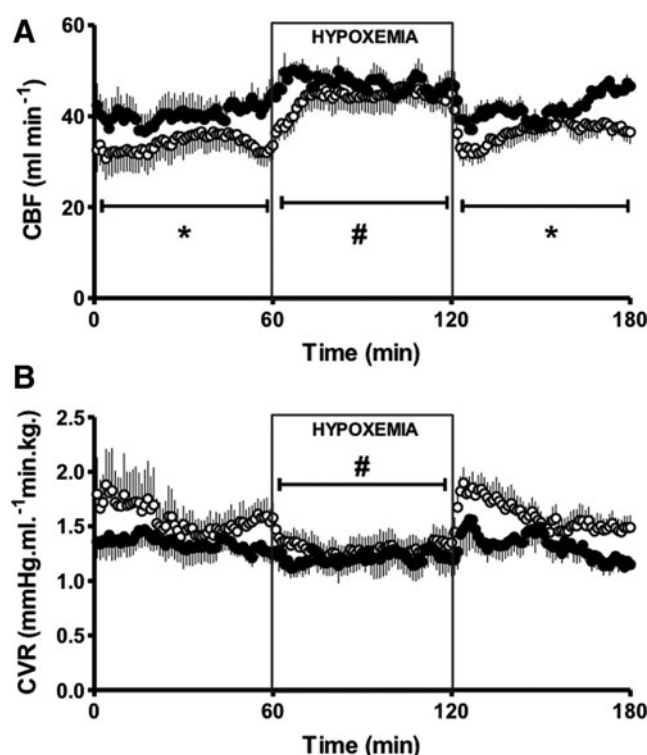 A
60
HYPOXEMIA
40
CBF (ml min⁻¹)
20
*
#
*
0
0
60
120
180
Time (min)
B
2.5
HYPOXEMIA
#
2.0
1.5
CVR (mmHg.ml.⁻¹min.kg.)
1.0
0.5
0.0
0
60
120
180
Time (min)